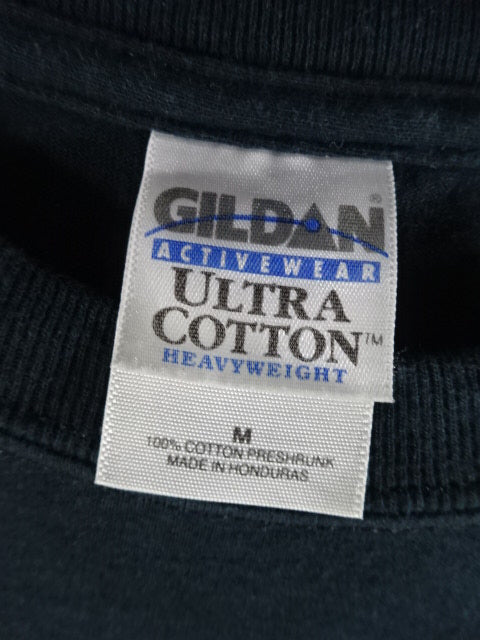 GILDAN®
ACTIVEWEAR
ULTRA
COTTON™
HEAVYWEIGHT
M
100% COTTON PRESHRUNK
MADE IN HONDURAS